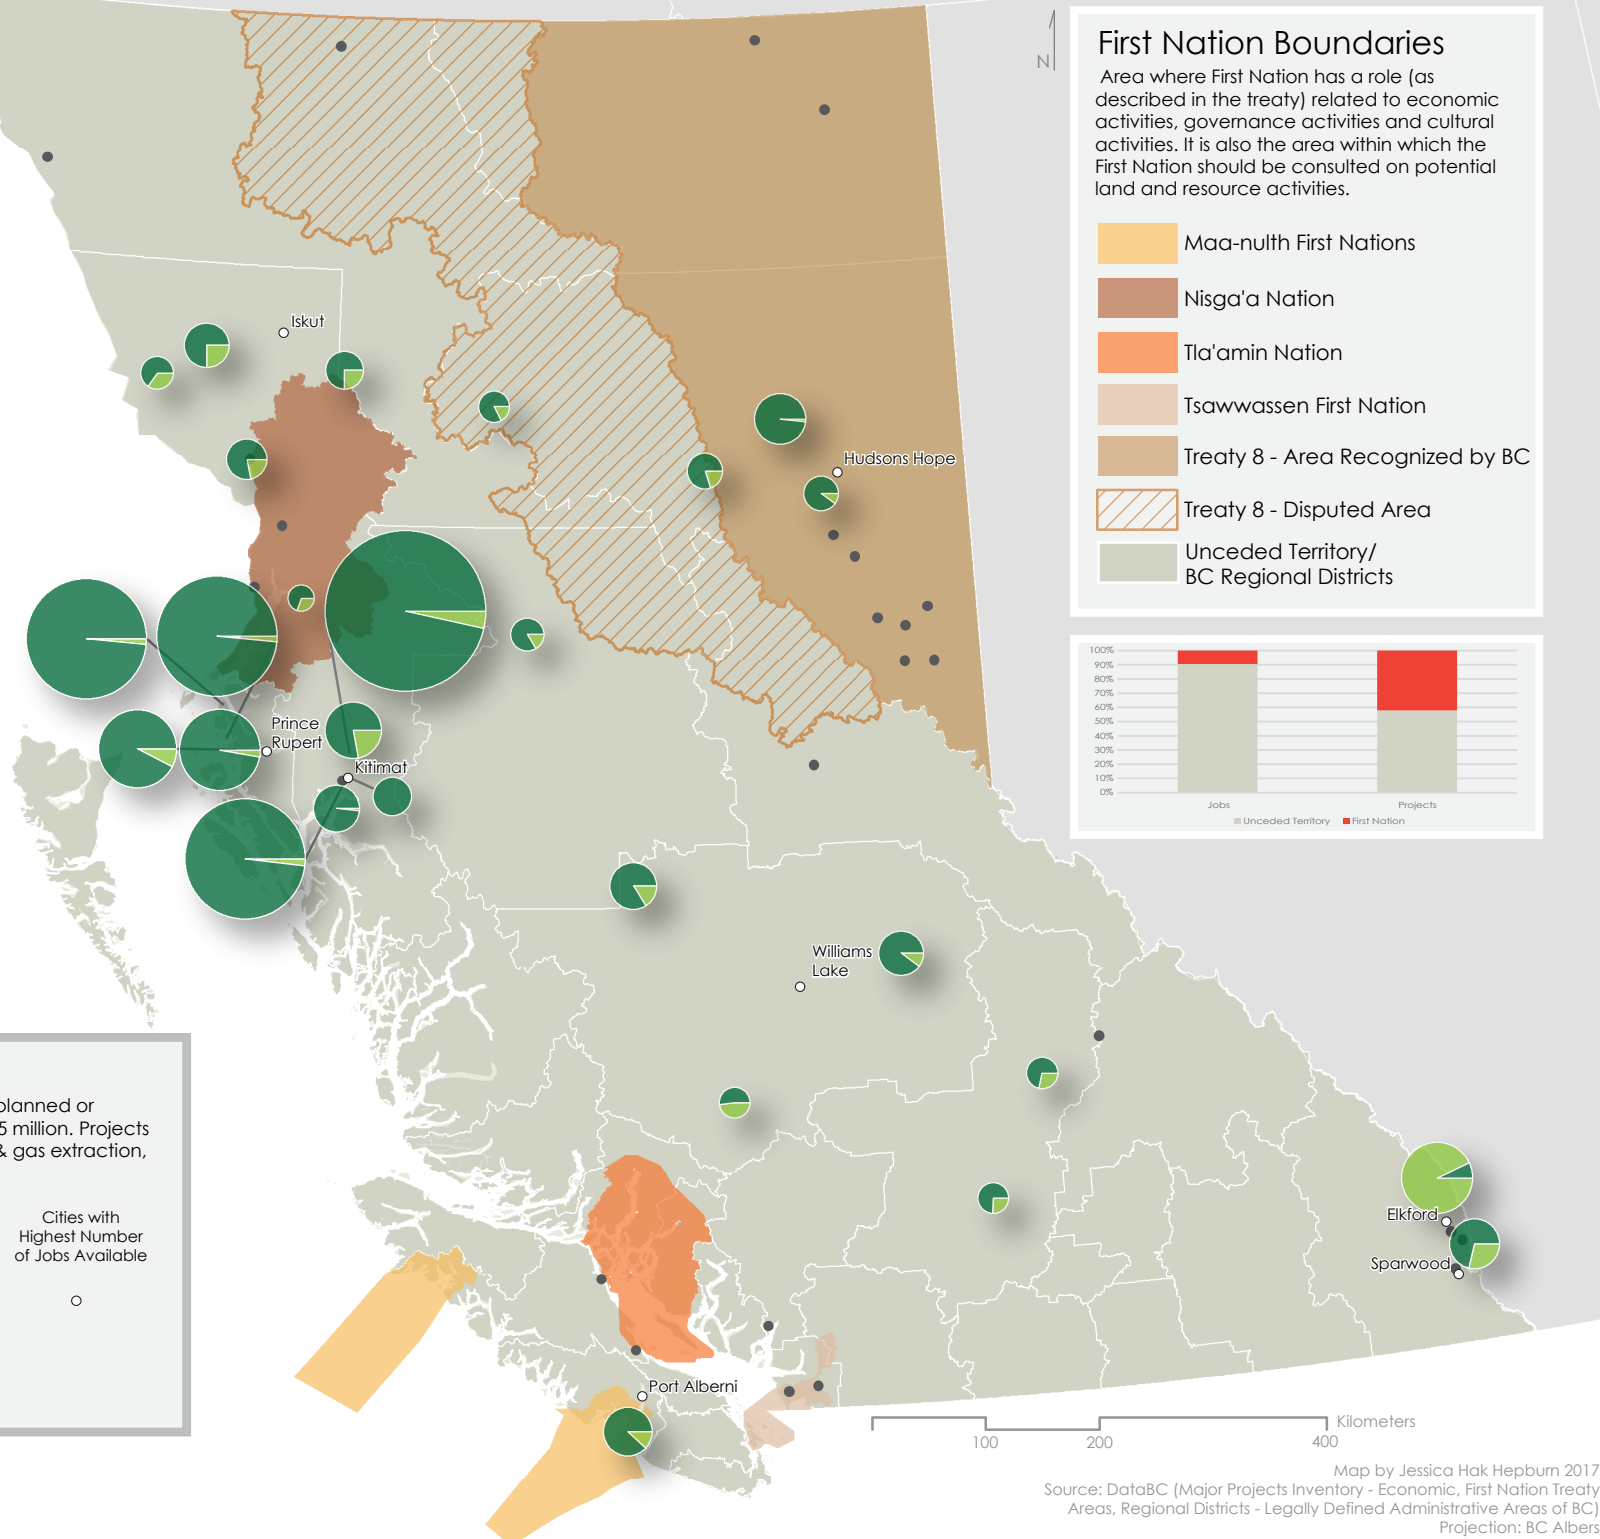 N
First Nation Boundaries
Area where First Nation has a role (as
described in the treaty) related to economic
activities, governance activities and cultural
activities. It is also the area within which the
First Nation should be consulted on potential
land and resource activities.
Maa-nulth First Nations
Nisga'a Nation
Tla'amin Nation
Tsawwassen First Nation
Treaty 8 - Area Recognized by BC
Treaty 8 - Disputed Area
Unceded Territory/
BC Regional Districts
100%
90%
80%
70%
60%
50%
40%
30%
20%
10%
0%
Jobs
Projects
Unceded Territory
First Nation
Iskut
Hudsons Hope
Prince
Rupert
Kitimat
Williams
Lake
Elkford
Sparwood
Port Alberni
planned or
5 million. Projects
& gas extraction,
Cities with
Highest Number
of Jobs Available
Kilometers
100
200
400
Map by Jessica Hak Hepburn 2017
Source: DataBC (Major Projects Inventory - Economic, First Nation Treaty
Areas, Regional Districts - Legally Defined Administrative Areas of BC)
Projection: BC Albers